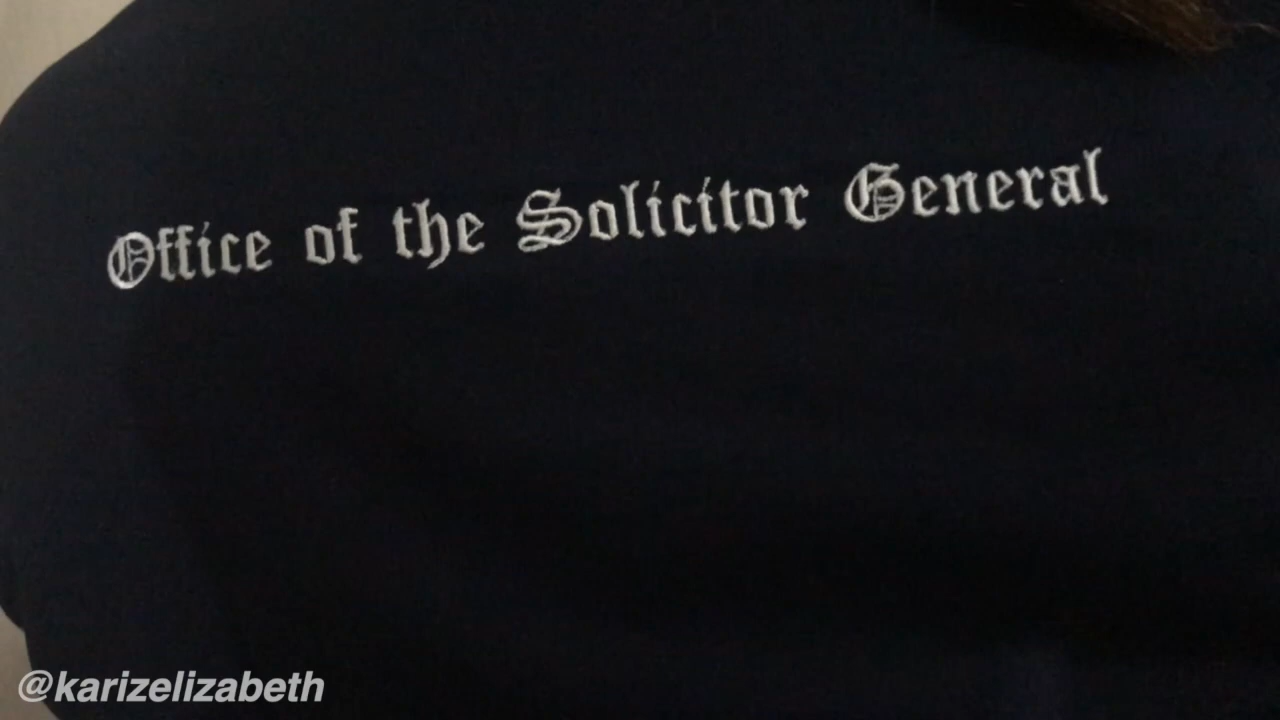 Office of the Solicitor General
@karizelizabeth